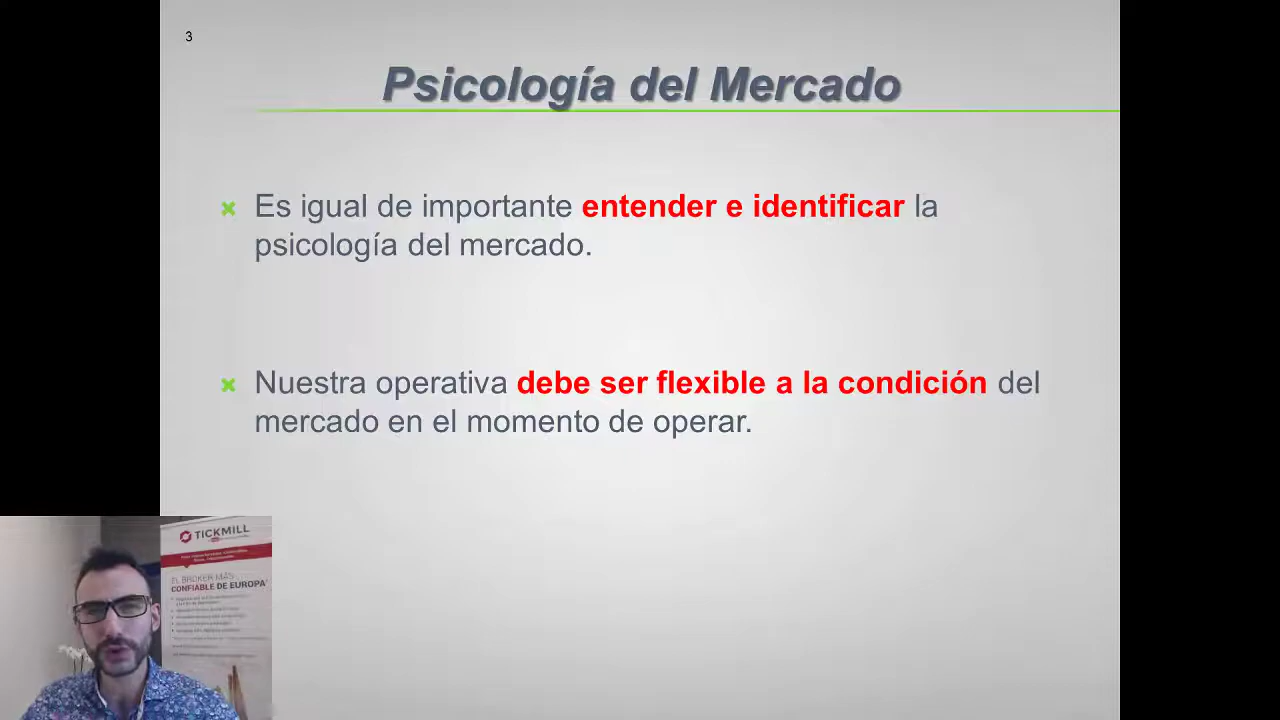 3
Psicología del Mercado
Es igual de importante entender e identificar la
psicología del mercado.
Nuestra operativa debe ser flexible a la condición del
mercado en el momento de operar.
TICKMILL
EL BROKER MÁS
CONFIABLE DE EUROPA